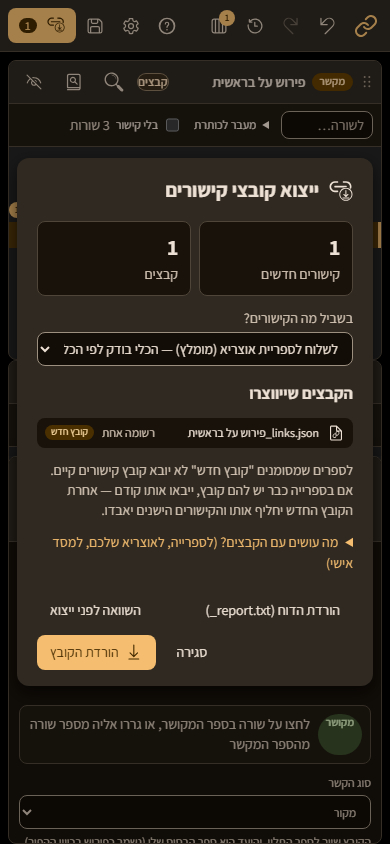 1
1
מקשר
פירוש על בראשית
קבצים
לשורה...
מעבר לכותרת
בלי קישור
3 שורות
ייצוא קובצי קישורים
1
קישורים חדשים
1
קבצים
בשביל מה הקישורים?
לשלוח לספריית אוצריא (מומלץ) — הכלי בודק לפי הכל
הקבצים שייווצרו
פירוש על בראשית_links.json
רשומה אחת
קובץ חדש
לספרים שמסומנים "קובץ חדש" לא יובא קובץ קישורים קיים.
אם בספרייה כבר יש להם קובץ, ייבאו אותו קודם — אחרת
הקובץ החדש יחליף אותו והקישורים הישנים יאבדו.
מה עושים עם הקבצים? (לספרייה, לאוצריא שלכם, למסד
אישי)
הורדת הדוח (_report.txt)
השוואה לפני ייצוא
סגירה
הורדת הקובץ
מקושר
לחצו על שורה בספר המקושר, או גררו אליה מספר שורה
מהספר המקשר
סוג הקשר
מקור